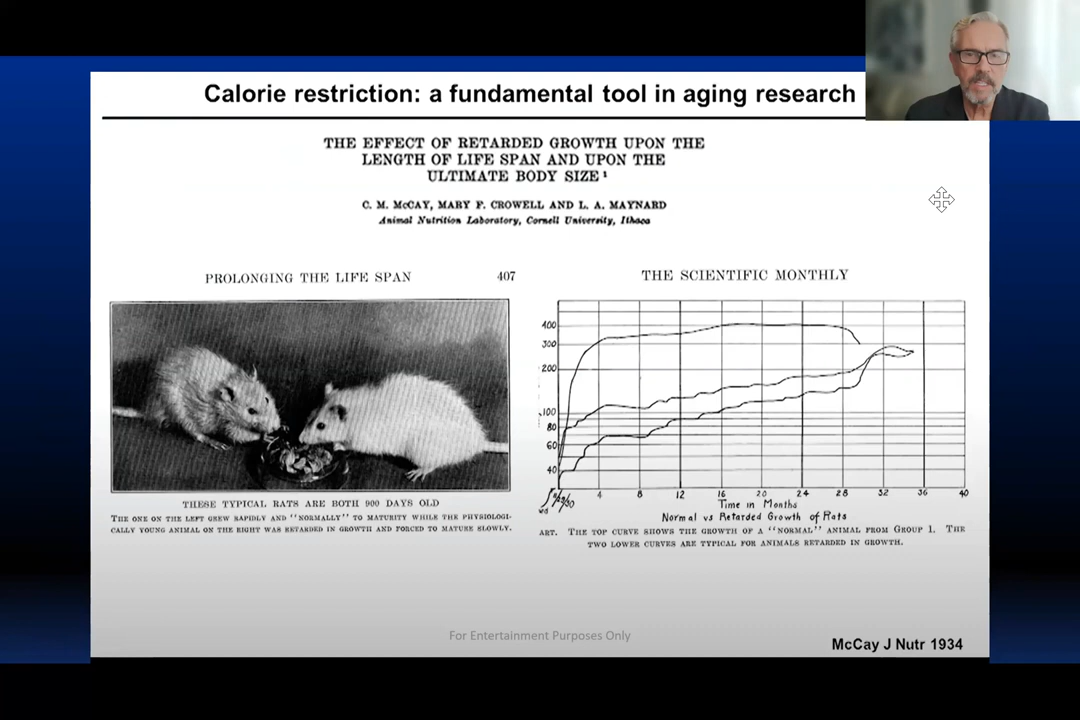 Calorie restriction: a fundamental tool in aging research
THE EFFECT OF RETARDED GROWTH UPON THE
LENGTH OF LIFE SPAN AND UPON THE
ULTIMATE BODY SIZE ¹
C. M. McCAY, MARY F. CROWELL AND L. A. MAYNARD
Animal Nutrition Laboratory, Cornell University, Ithaca
PROLONGING THE LIFE SPAN 407
THESE TYPICAL RATS ARE BOTH 900 DAYS OLD
THE ONE ON THE LEFT GREW RAPIDLY AND "NORMALLY" TO MATURITY WHILE THE PHYSIOLOGI-
CALLY YOUNG ANIMAL ON THE RIGHT WAS RETARDED IN GROWTH AND FORCED TO MATURE SLOWLY.
THE SCIENTIFIC MONTHLY
400
300
200
100
80
60
40
4 8 12 16 20 24 28 32 36 40
Time in Months
Normal vs Retarded Growth of Rats
ART. THE TOP CURVE SHOWS THE GROWTH OF A "NORMAL" ANIMAL FROM GROUP 1. THE
TWO LOWER CURVES ARE TYPICAL FOR ANIMALS RETARDED IN GROWTH.
For Entertainment Purposes Only
McCay J Nutr 1934